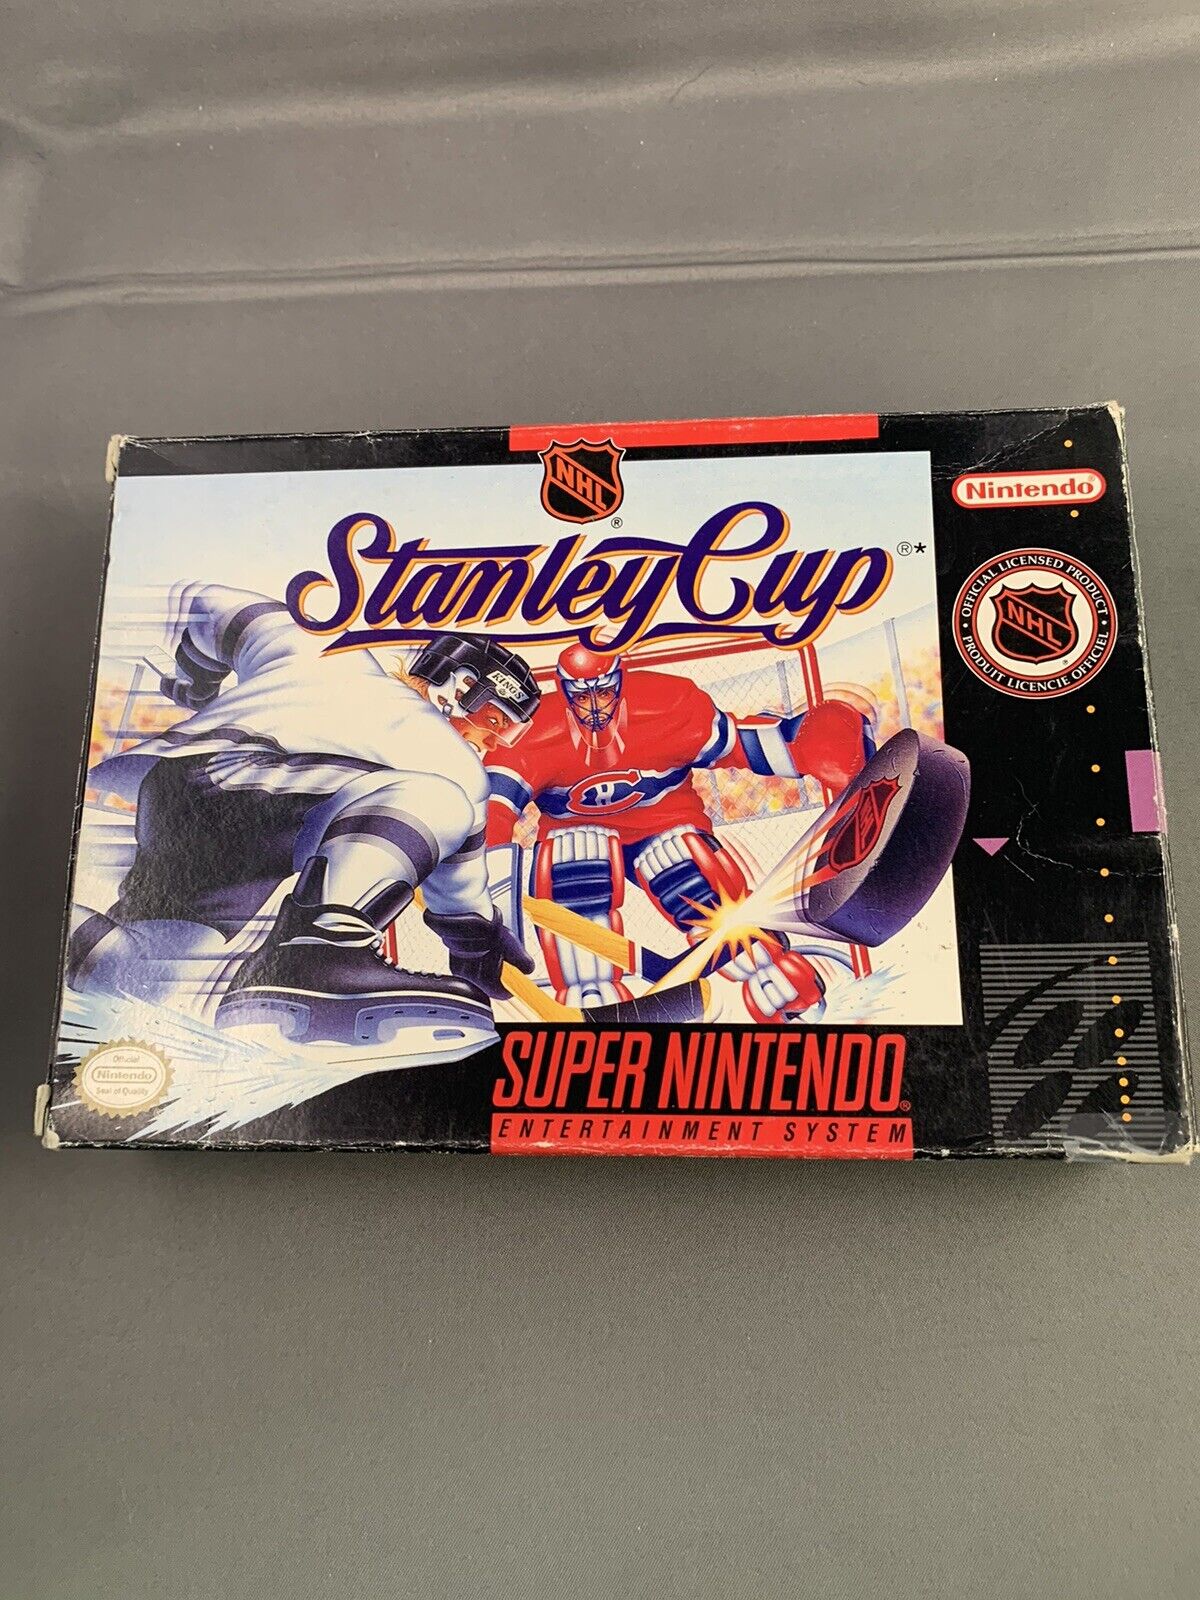 NHL
®
Stanley Cup®*
Nintendo®
OFFICIAL LICENSED PRODUCT
NHL
®
PRODUIT LICENCIE OFFICIEL
KINGS
CH
Official
Nintendo
Seal of Quality
SUPER NINTENDO®
ENTERTAINMENT SYSTEM